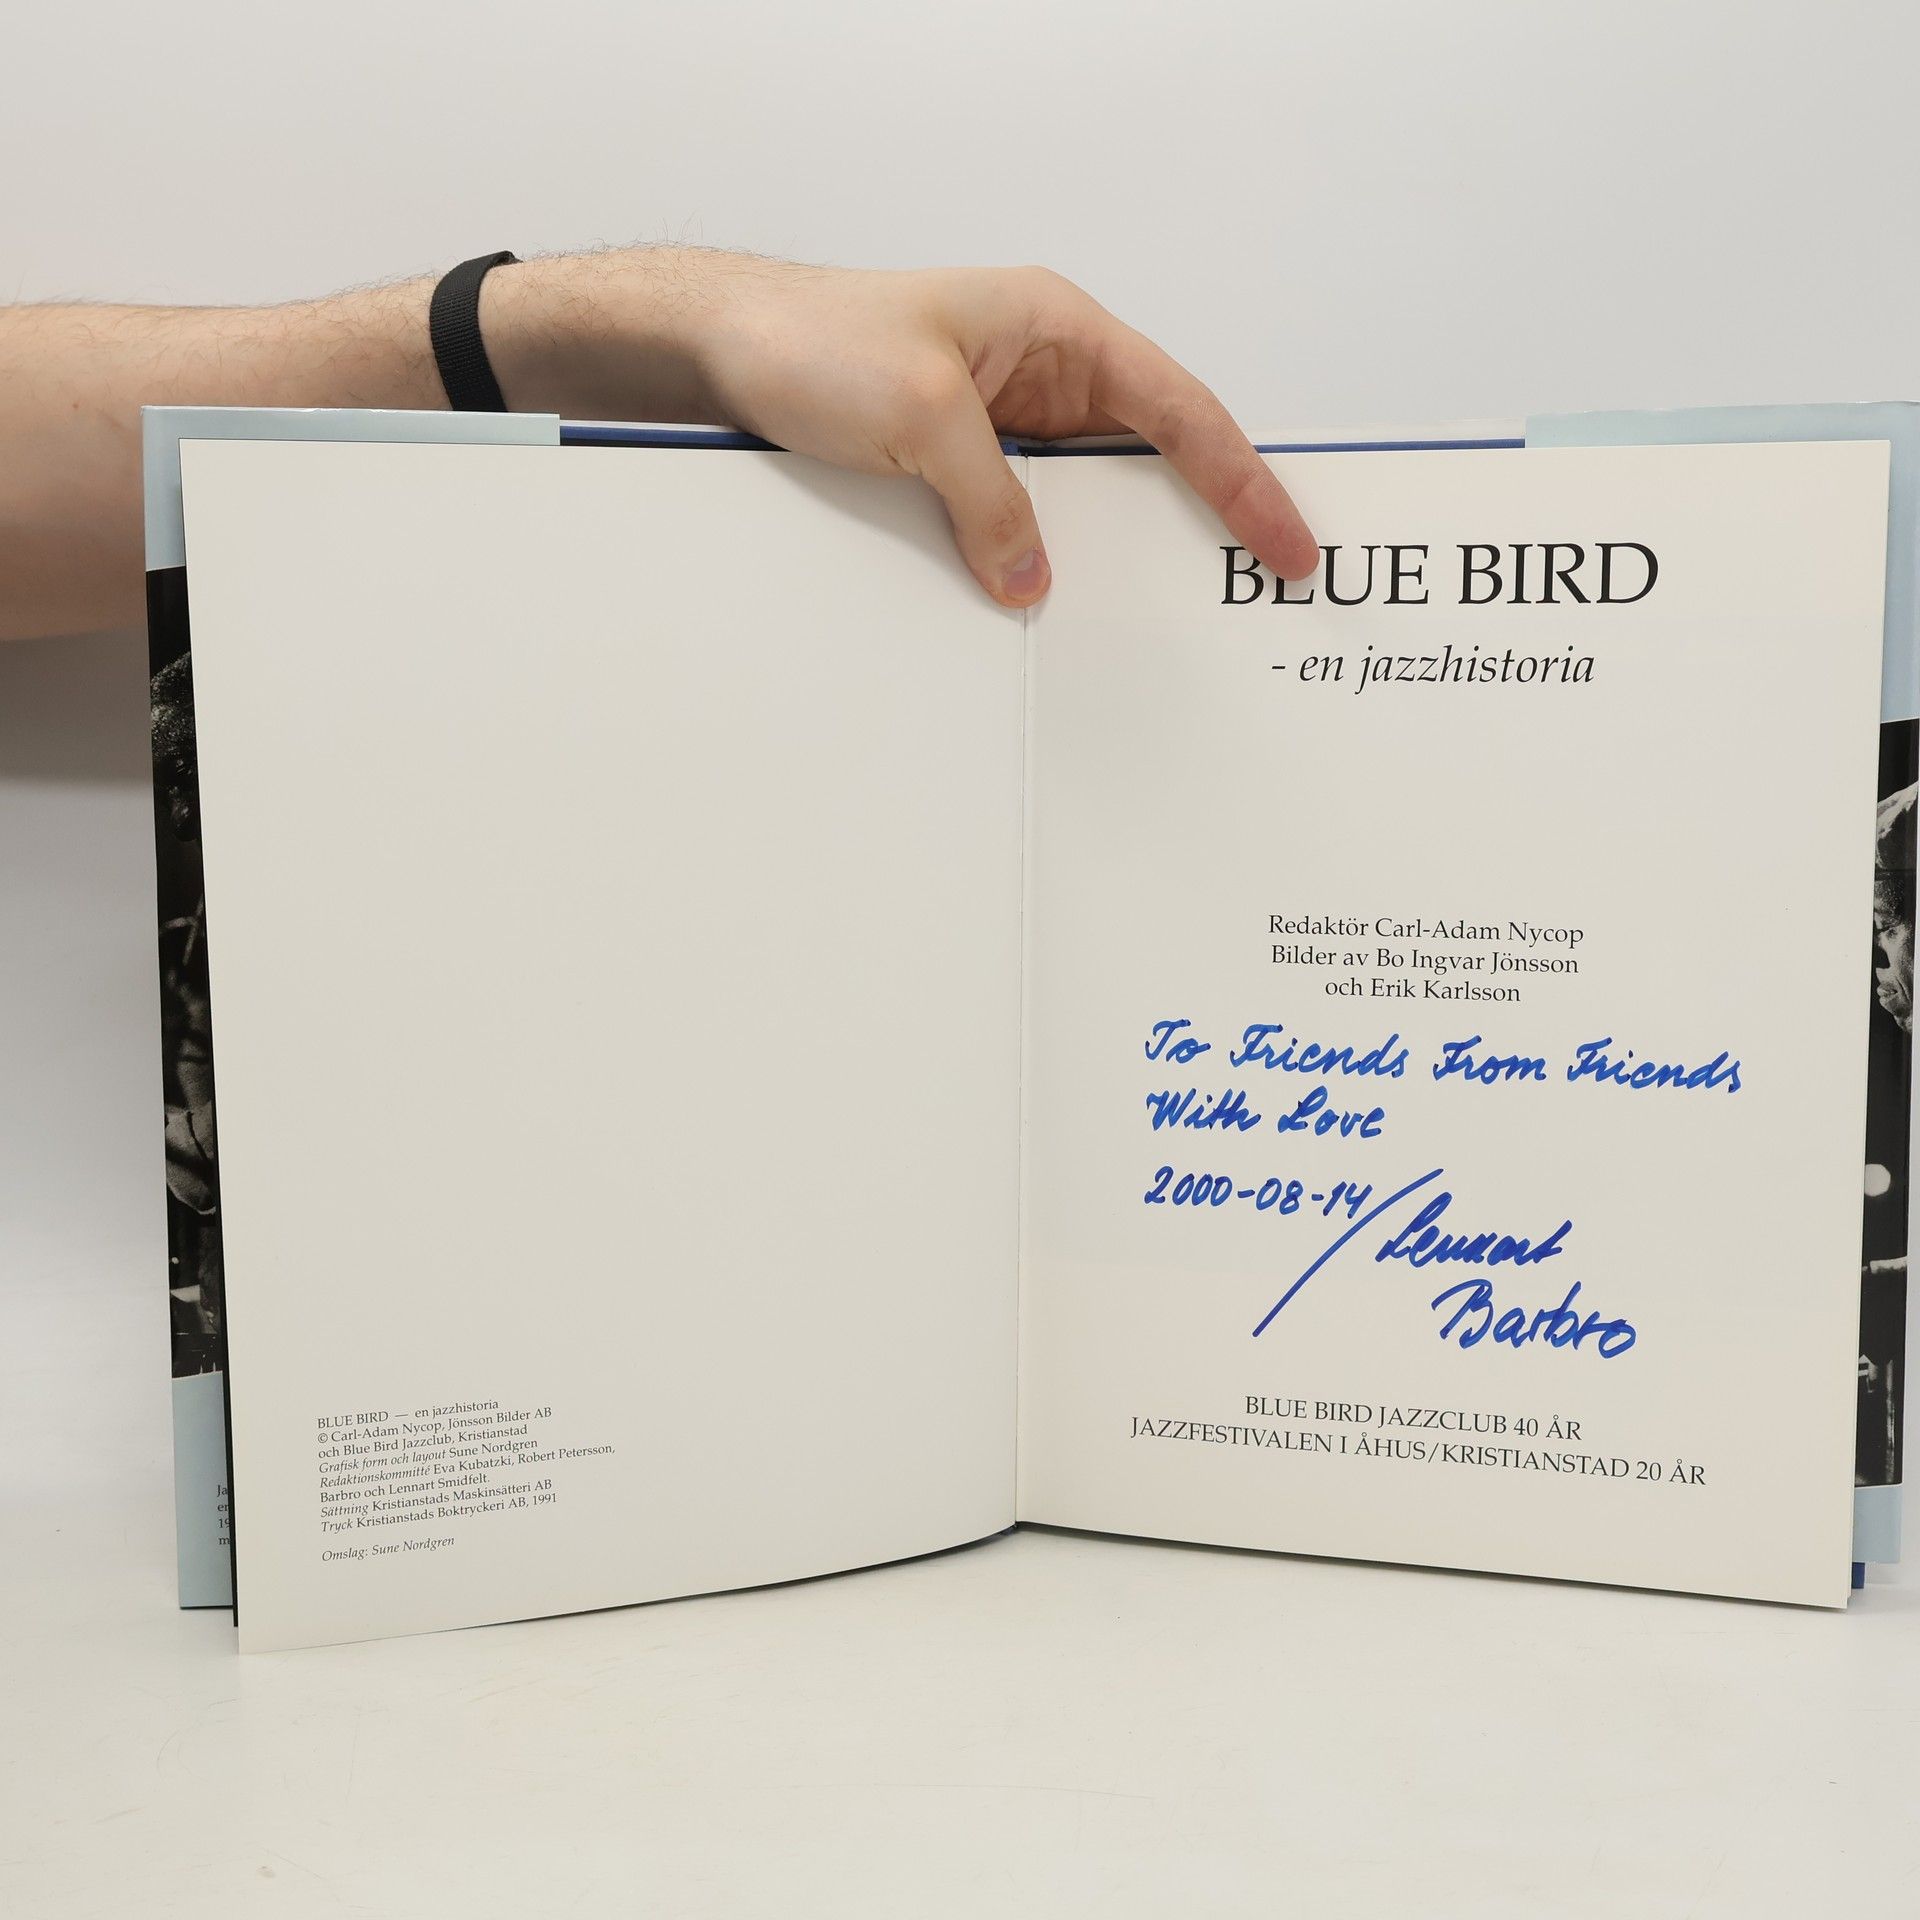 BLUE BIRD — en jazzhistoria
© Carl-Adam Nycop, Jönsson Bilder AB
och Blue Bird Jazzclub, Kristianstad
Grafisk form och layout Sune Nordgren
Redaktionskommitté Eva Kubatzki, Robert Petersson,
Barbro och Lennart Smidfelt.
Sättning Kristianstads Maskinsätteri AB
Tryck Kristianstads Boktryckeri AB, 1991
Omslag: Sune Nordgren
BLUE BIRD
- en jazzhistoria
Redaktör Carl-Adam Nycop
Bilder av Bo Ingvar Jönsson
och Erik Karlsson
To Friends From Friends
With Love
2000-08-14/Lennart
Barbro
BLUE BIRD JAZZCLUB 40 ÅR
JAZZFESTIVALEN I ÅHUS/KRISTIANSTAD 20 ÅR